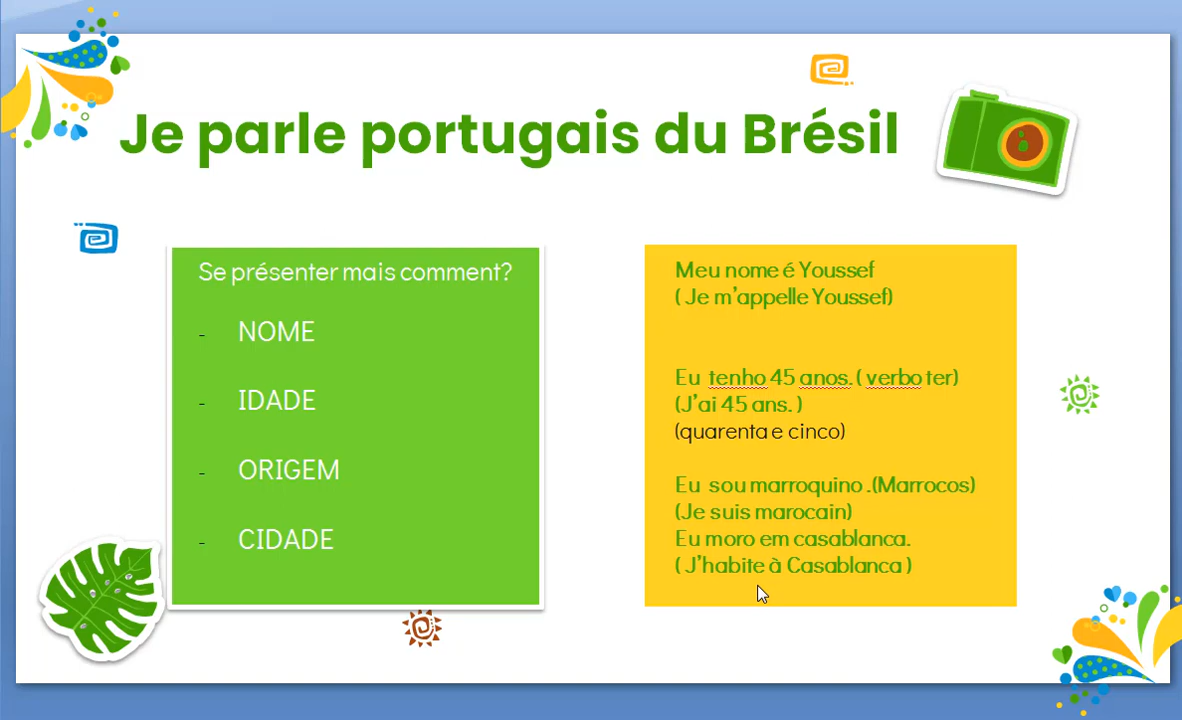 Je parle portugais du Brésil
Se présenter mais comment?
- NOME
- IDADE
- ORIGEM
- CIDADE
Meu nome é Youssef
( Je m'appelle Youssef)
Eu tenho 45 anos. ( verbo ter)
(J'ai 45 ans. )
(quarenta e cinco)
Eu sou marroquino .(Marrocos)
(Je suis marocain)
Eu moro em casablanca.
( J'habite à Casablanca )